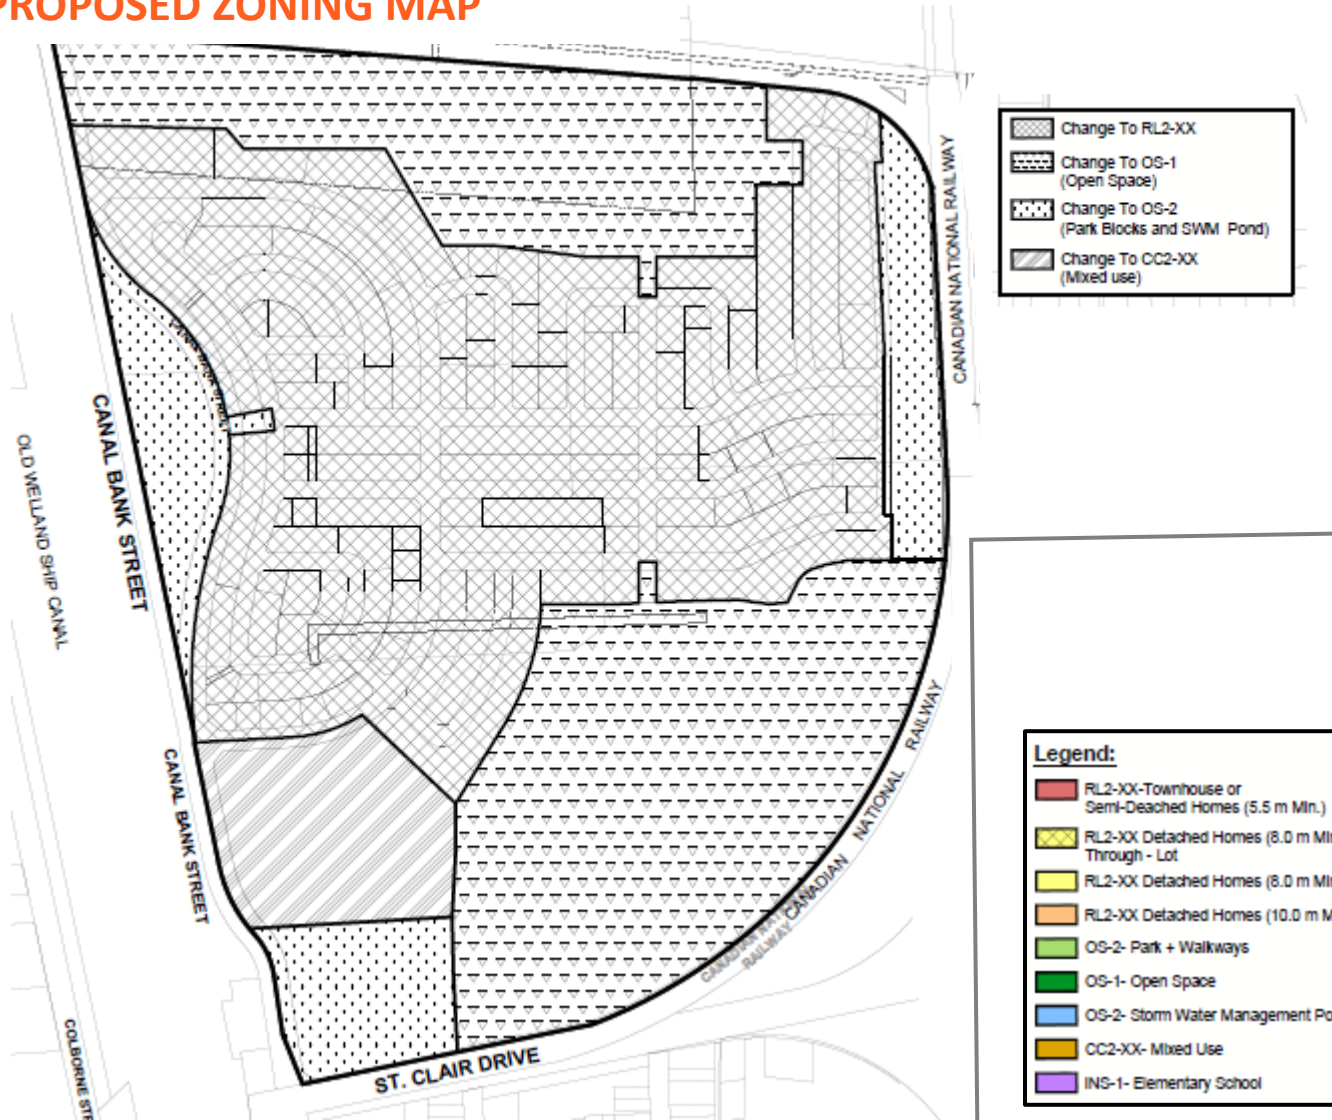 PROPOSED ZONING MAP
Change To RL2-XX
Change To OS-1
(Open Space)
Change To OS-2
(Park Blocks and SWM Pond)
Change To CC2-XX
(Mixed use)
CANADIAN NATIONAL RAILWAY
CANAL BANK STREET
CANAL BANK STREET
OLD WELLAND SHIP CANAL
CANAL BANK STREET
CANADIAN NATIONAL RAILWAY
CANADIAN
RAILWAY
COLBORNE
ST. CLAIR DRIVE
Legend:
RL2-XX-Townhouse or
Semi-Deached Homes (5.5 m Min.)
RL2-XX Detached Homes (8.0 m
Through - Lot
RL2-XX Detached Homes (8.0 m
RL2-XX Detached Homes (10.0 m
OS-2- Park + Walkways
OS-1- Open Space
OS-2- Storm Water Management
CC2-XX- Mixed Use
INS-1- Elementary School